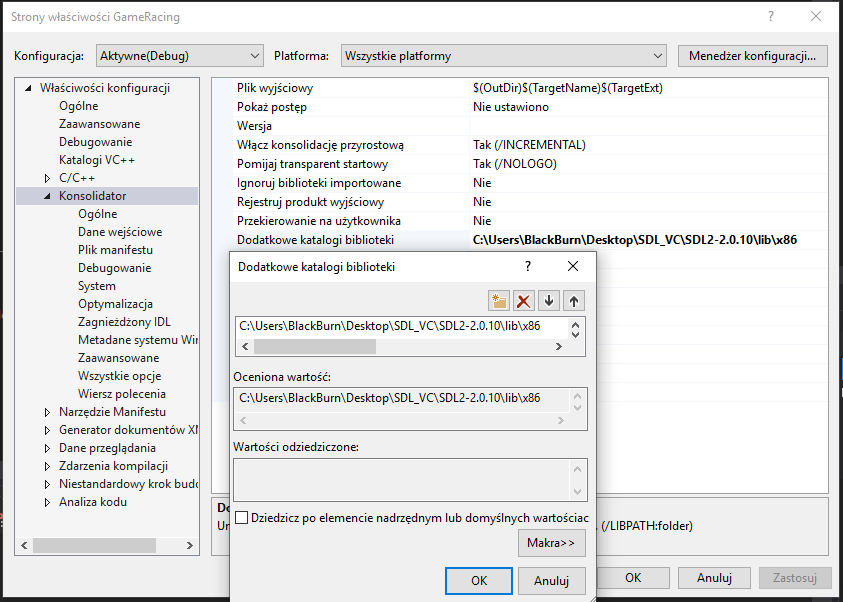 Strony właściwości GameRacing
?
Konfiguracja: Aktywne(Debug) Platforma: Wszystkie platformy Menedżer konfiguracji...
Właściwości konfiguracji
Ogólne
Zaawansowane
Debugowanie
Katalogi VC++
C/C++
Konsolidator
Ogólne
Dane wejściowe
Plik manifestu
Debugowanie
System
Optymalizacja
Zagnieżdżony IDL
Metadane systemu Win
Zaawansowane
Wszystkie opcje
Wiersz polecenia
Narzędzie Manifestu
Generator dokumentów XM
Dane przeglądania
Zdarzenia kompilacji
Niestandardowy krok budo
Analiza kodu
Plik wyjściowy $(OutDir)$(TargetName)$(TargetExt)
Pokaż postęp Nie ustawiono
Wersja
Włącz konsolidację przyrostową Tak (/INCREMENTAL)
Pomijaj transparent startowy Tak (/NOLOGO)
Ignoruj biblioteki importowane Nie
Rejestruj produkt wyjściowy Nie
Przekierowanie na użytkownika Nie
Dodatkowe katalogi biblioteki C:\Users\BlackBurn\Desktop\SDL_VC\SDL2-2.0.10\lib\x86
Dodatkowe katalogi biblioteki
?
C:\Users\BlackBurn\Desktop\SDL_VC\SDL2-2.0.10\lib\x86
Oceniona wartość:
C:\Users\BlackBurn\Desktop\SDL_VC\SDL2-2.0.10\lib\x86
Wartości odziedziczone:
Dziedzicz po elemencie nadrzędnym lub domyślnych wartościac
Makra>>
OK Anuluj
Do
Un
. (/LIBPATH:folder)
OK Anuluj Zastosuj